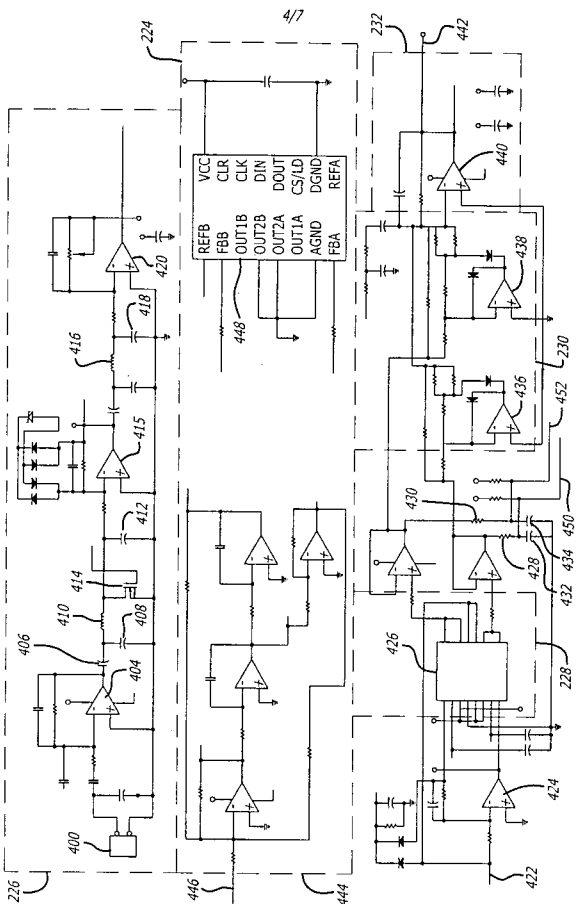 4/7
226
400
404
406
408
410
412
414
415
416
418
420
224
REFB
FBB
OUT1B
OUT2B
OUT2A
OUT1A
AGND
FBA
VCC
CLR
CLK
DIN
DOUT
CS/LD
DGND
REFA
448
446
444
422
424
426
228
428
430
432
434
450
452
436
438
230
440
442
232
- +
- +
- +
- +
- +
- +
- +